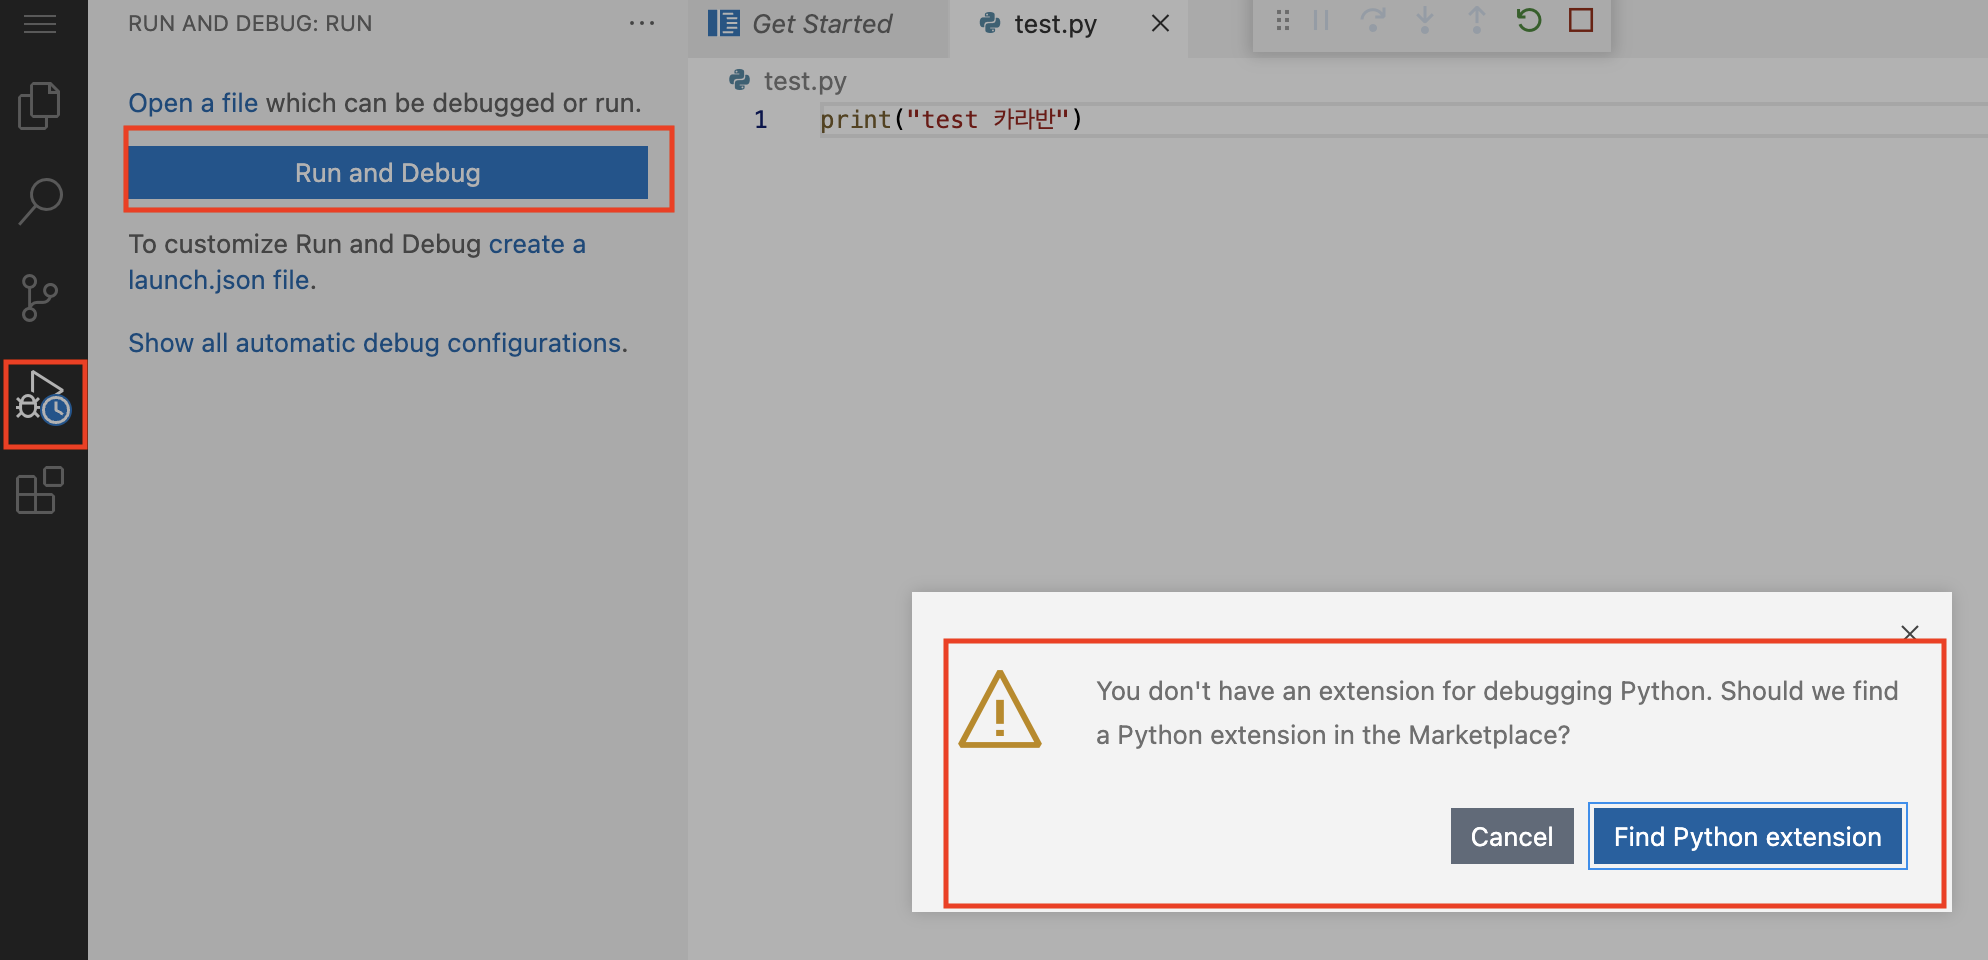 RUN AND DEBUG: RUN
Open a file which can be debugged or run.
Run and Debug
To customize Run and Debug create a
launch.json file.
Show all automatic debug configurations.
Get Started
test.py
test.py
1 print("test 카라반")
You don't have an extension for debugging Python. Should we find
a Python extension in the Marketplace?
Cancel
Find Python extension